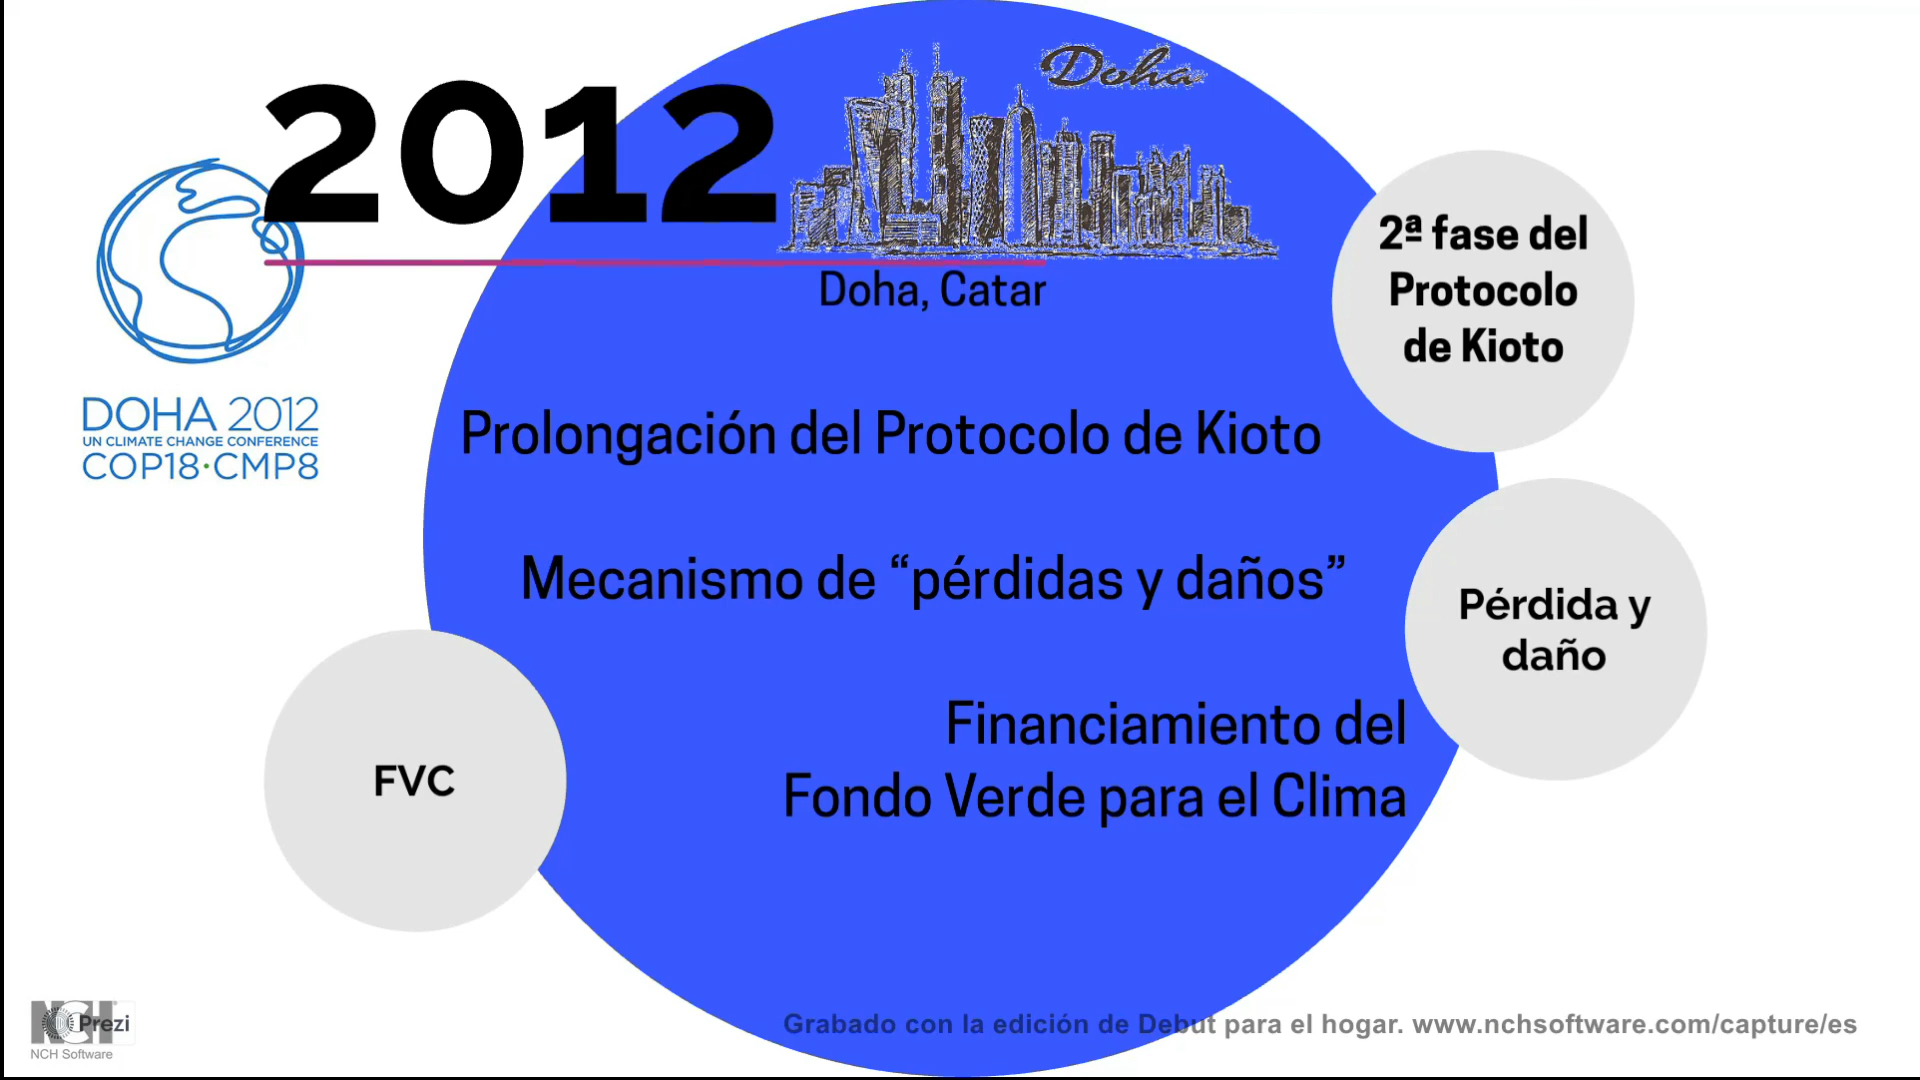 2012
Doha
Doha, Catar
DOHA 2012
UN CLIMATE CHANGE CONFERENCE
COP18·CMP8
2ª fase del
Protocolo
de Kioto
Prolongación del Protocolo de Kioto
Mecanismo de “pérdidas y daños”
Pérdida y
daño
Financiamiento del
Fondo Verde para el Clima
FVC
NCH
Prezi
NCH Software
Grabado con la edición de Debut para el hogar. www.nchsoftware.com/capture/es